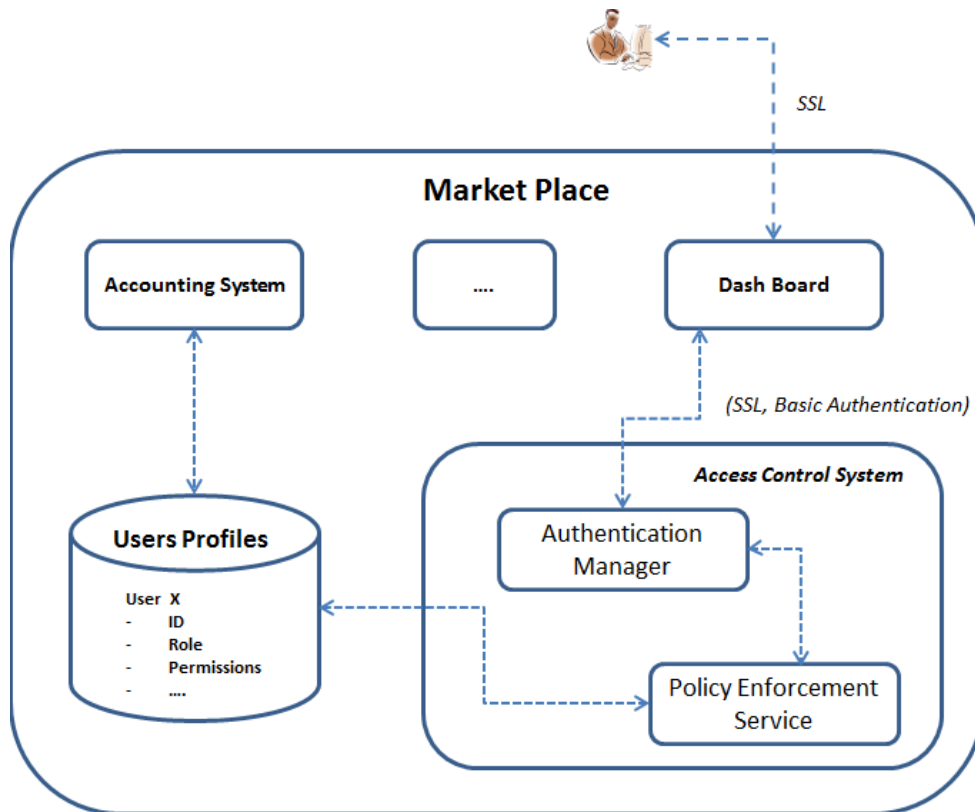 SSL
Market Place
Accounting System
....
Dash Board
(SSL, Basic Authentication)
Access Control System
Authentication
Manager
Users Profiles
User X
- ID
- Role
- Permissions
- ....
Policy Enforcement
Service